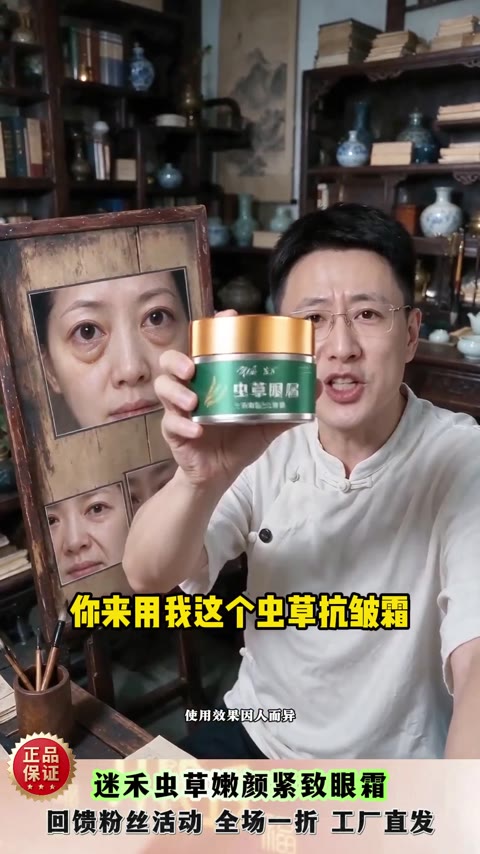 虫草
你来用我这个虫草抗皱霜
使用效果因人而异
正品
保证
迷禾虫草嫩颜紧致眼霜
回馈粉丝活动 全场一折 工厂直发
福